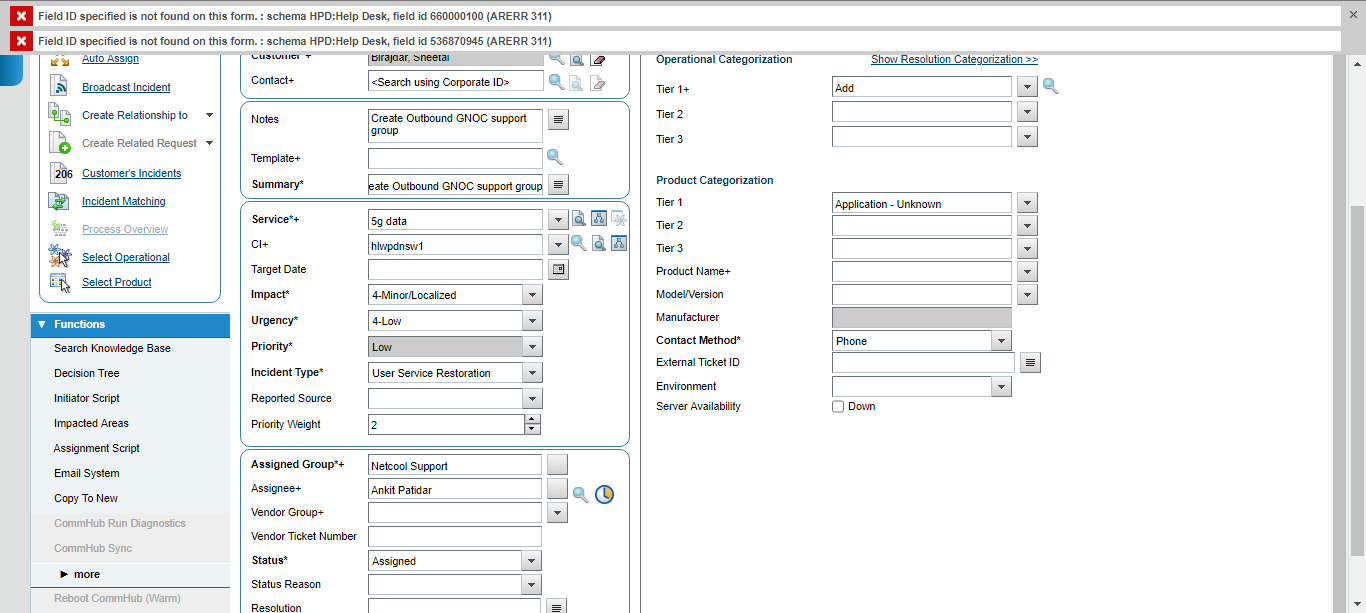 Field ID specified is not found on this form. : schema HPD:Help Desk, field id 660000100 (ARERR 311)
Field ID specified is not found on this form. : schema HPD:Help Desk, field id 536870945 (ARERR 311)
Auto Assign
Broadcast Incident
Create Relationship to
Create Related Request
206 Customer's Incidents
Incident Matching
Process Overview
Select Operational
Select Product
Functions
Search Knowledge Base
Decision Tree
Initiator Script
Impacted Areas
Assignment Script
Email System
Copy To New
CommHub Run Diagnostics
CommHub Sync
more
Reboot CommHub (Warm)
Customer*+ Birajdar, Sheetal
Contact+ <Search using Corporate ID>
Notes Create Outbound GNOC support
group
Template+
Summary* eate Outbound GNOC support group
Service*+ 5g data
CI+ hlwpdnsw1
Target Date
Impact* 4-Minor/Localized
Urgency* 4-Low
Priority* Low
Incident Type* User Service Restoration
Reported Source
Priority Weight 2
Assigned Group*+ Netcool Support
Assignee+ Ankit Patidar
Vendor Group+
Vendor Ticket Number
Status* Assigned
Status Reason
Resolution
Operational Categorization Show Resolution Categorization >>
Tier 1+ Add
Tier 2
Tier 3
Product Categorization
Tier 1 Application - Unknown
Tier 2
Tier 3
Product Name+
Model/Version
Manufacturer
Contact Method* Phone
External Ticket ID
Environment
Server Availability Down